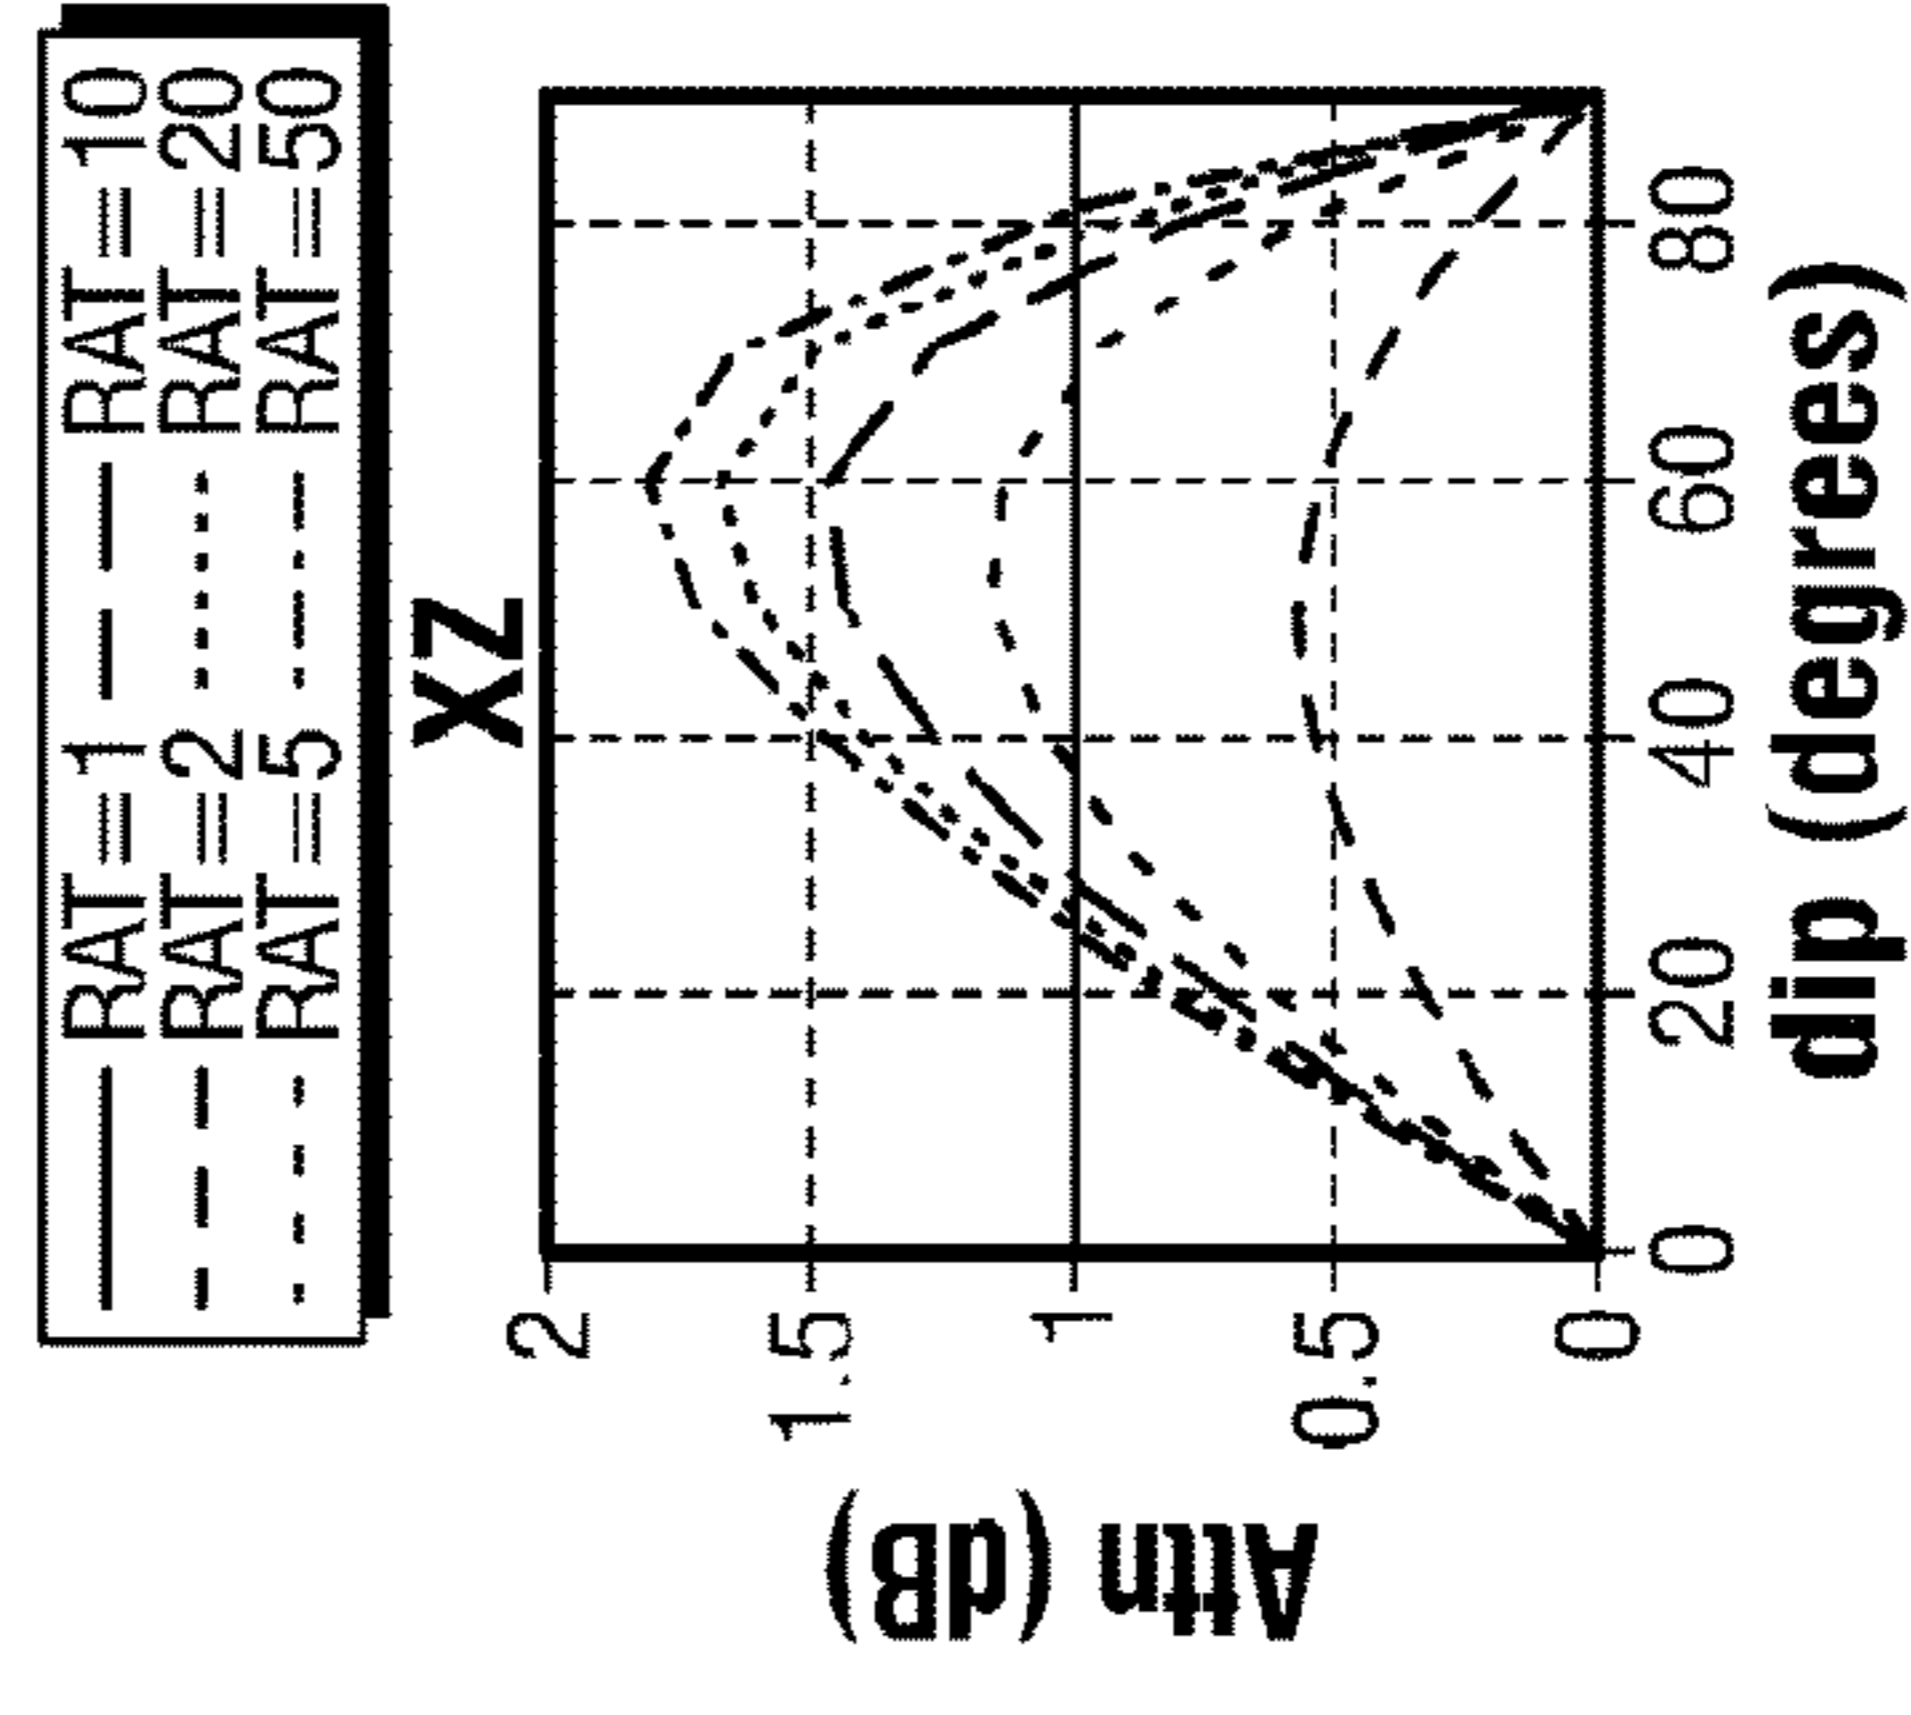 RAT=1 RAT=10
RAT=2 RAT=20
RAT=5 RAT=50
XZ
2
1.5
1
0.5
0
Attn (dB)
0 20 40 60 80
dip (degrees)